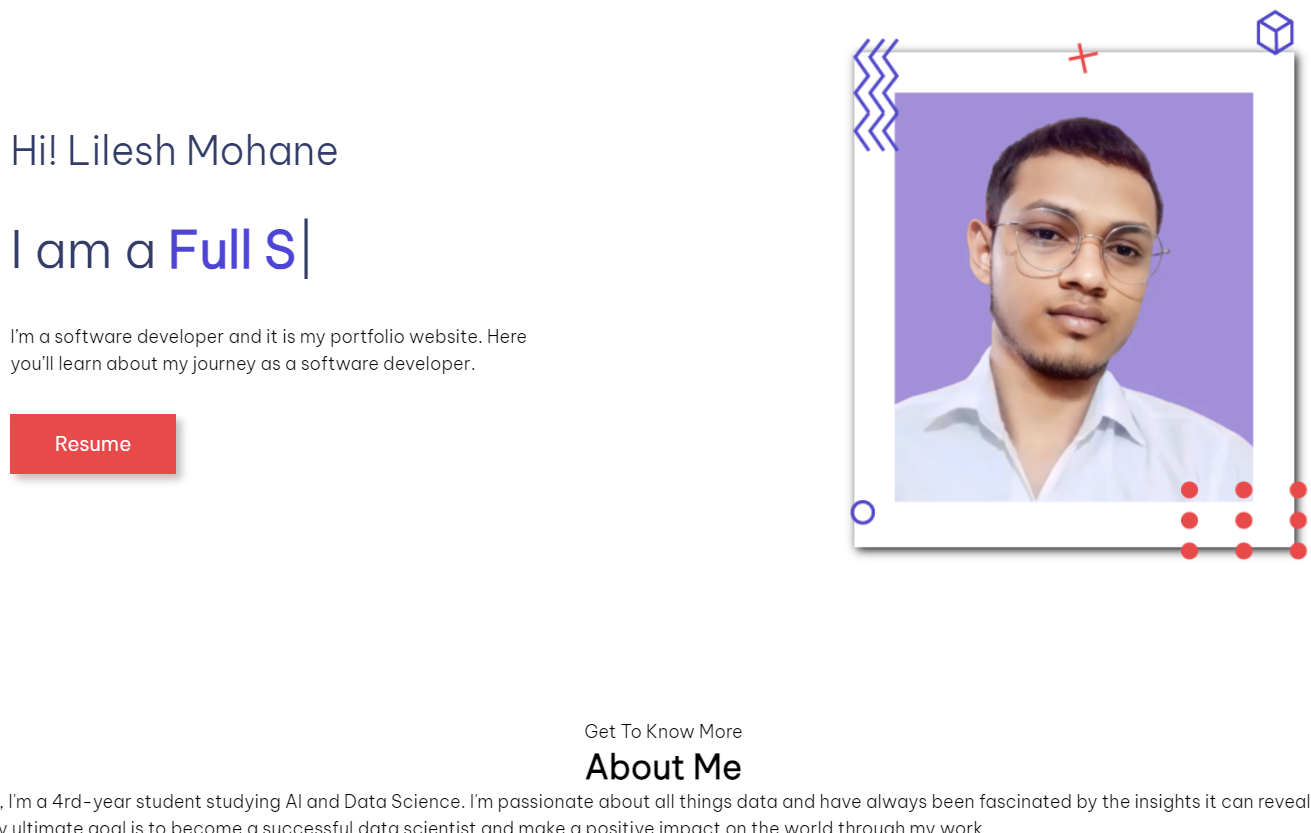 Hi! Lilesh Mohane
I am a Full S
I'm a software developer and it is my portfolio website. Here
you'll learn about my journey as a software developer.
Resume
Get To Know More
About Me
, I'm a 4rd-year student studying AI and Data Science. I'm passionate about all things data and have always been fascinated by the insights it can reveal
ultimate goal is to become a successful data scientist and make a positive impact on the world through my work